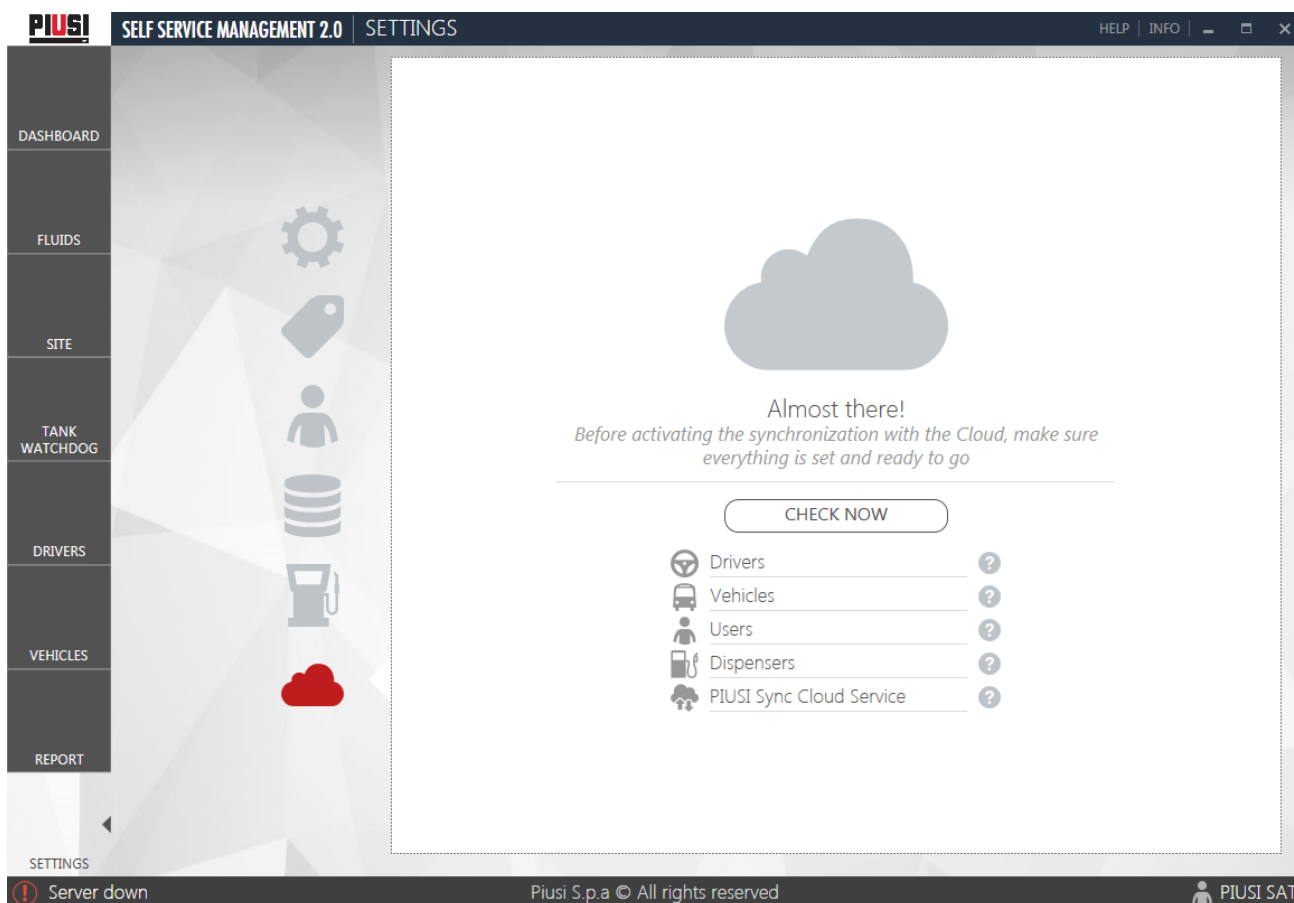 PIUSI
SELF SERVICE MANAGEMENT 2.0 | SETTINGS
HELP | INFO |
DASHBOARD
FLUIDS
SITE
TANK
WATCHDOG
DRIVERS
VEHICLES
REPORT
SETTINGS
Almost there!
Before activating the synchronization with the Cloud, make sure
everything is set and ready to go
CHECK NOW
Drivers ?
Vehicles ?
Users ?
Dispensers ?
PIUSI Sync Cloud Service ?
! Server down
Piusi S.p.a © All rights reserved
PIUSI SAT